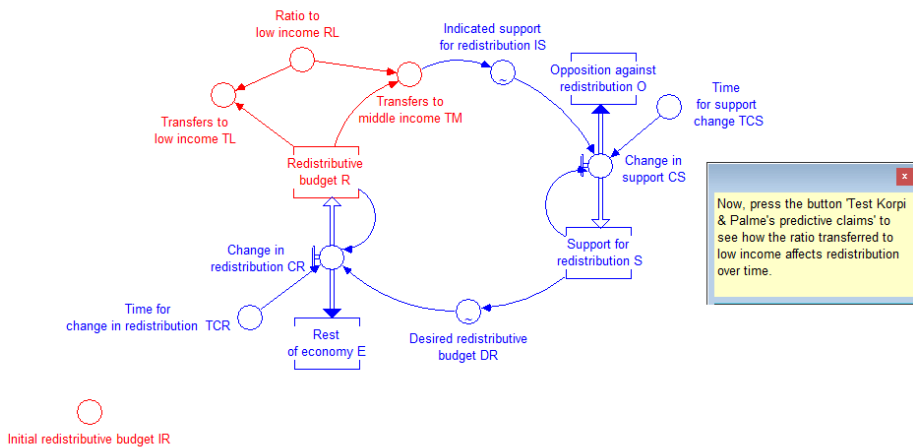 Ratio to
low income RL
Indicated support
for redistribution IS
Opposition against
redistribution O
Time
for support
change TCS
~
Transfers to
low income TL
Transfers to
middle income TM
Redistributive
budget R
Change in
support CS
x
Now, press the button 'Test Korpi
& Palme's predictive claims' to
see how the ratio transferred to
low income affects redistribution
over time.
Change in
redistribution CR
Support for
redistribution S
Time for
change in redistribution TCR
Rest
of economy E
~
Desired redistributive
budget DR
Initial redistributive budget IR